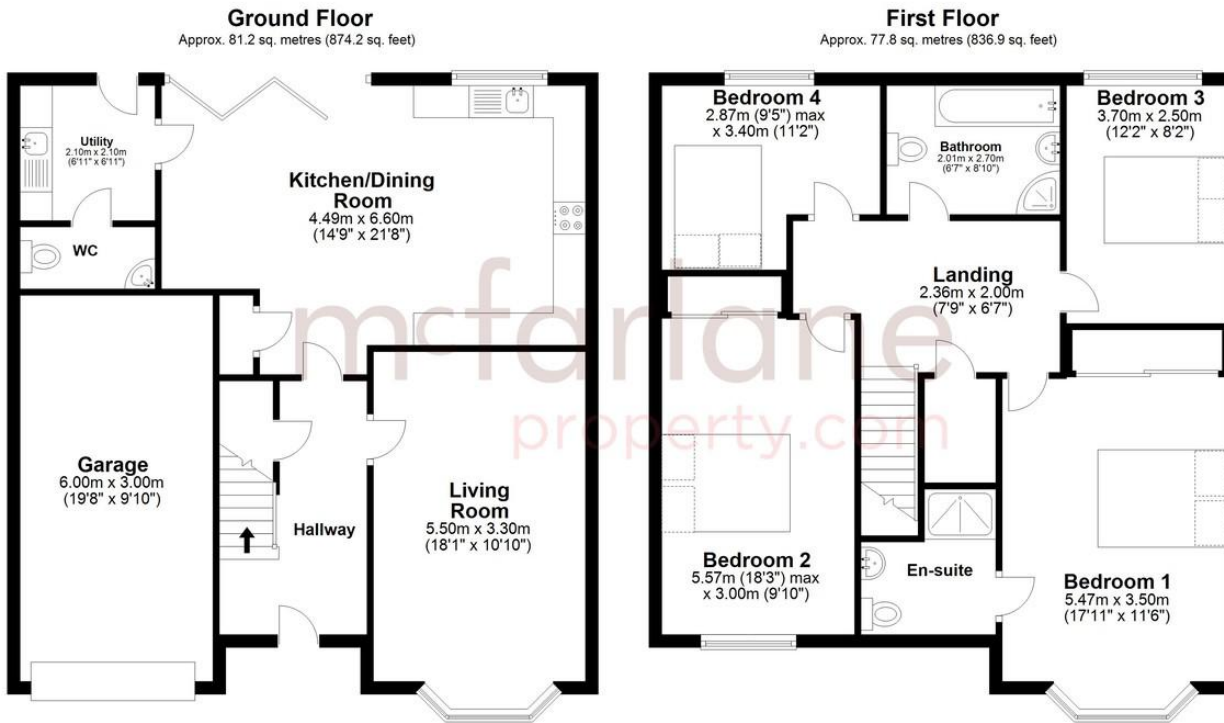 Ground Floor
Approx. 81.2 sq. metres (874.2 sq. feet)
Utility
2.10m x 2.10m
(6'11" x 6'11")
Kitchen/Dining
Room
4.49m x 6.60m
(14'9" x 21'8")
WC
Garage
6.00m x 3.00m
(19'8" x 9'10")
Hallway
Living
Room
5.50m x 3.30m
(18'1" x 10'10")
First Floor
Approx. 77.8 sq. metres (836.9 sq. feet)
Bedroom 4
2.87m (9'5") max
x 3.40m (11'2")
Bathroom
2.01m x 2.70m
(6'7" x 8'10")
Bedroom 3
3.70m x 2.50m
(12'2" x 8'2")
Landing
2.36m x 2.00m
(7'9" x 6'7")
Bedroom 2
5.57m (18'3") max
x 3.00m (9'10")
En-suite
Bedroom 1
5.47m x 3.50m
(17'11" x 11'6")
mcfarlane
property.com